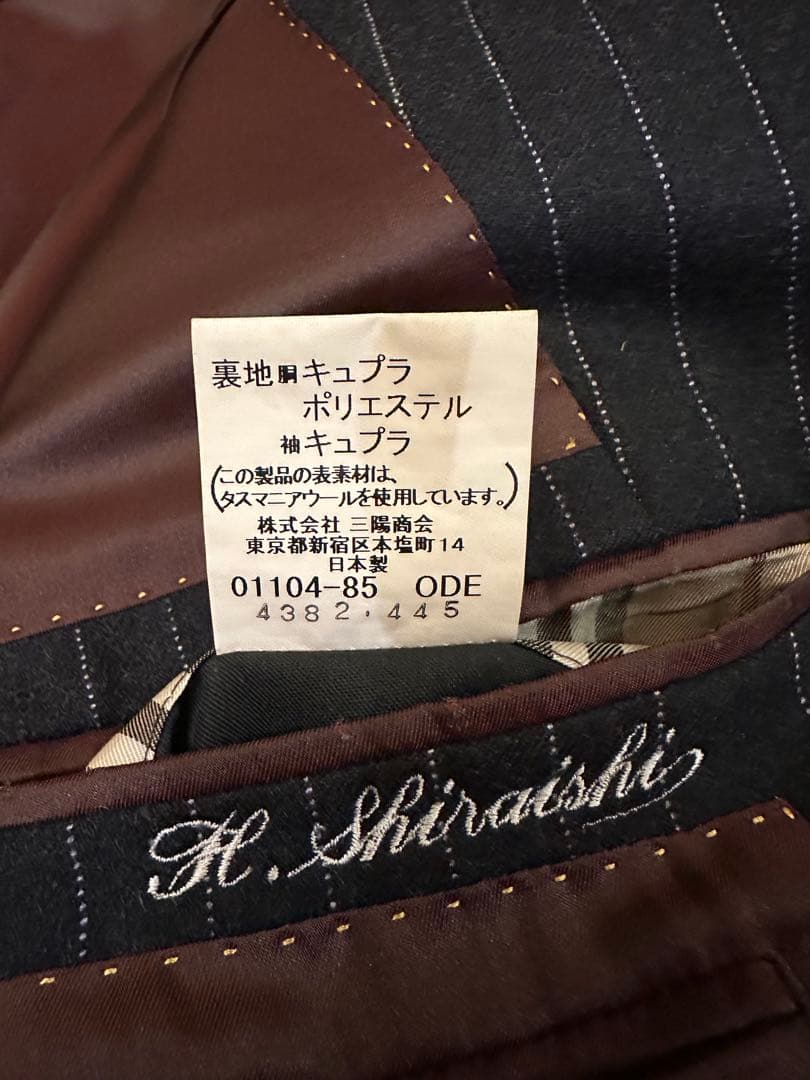 裏地胴キュプラ
ポリエステル
袖キュプラ
(この製品の表素材は、
タスマニアウールを使用しています。)
株式会社 三陽商会
東京都新宿区本塩町14
日本製
01104-85 ODE
4382.445
H. Shiraishi